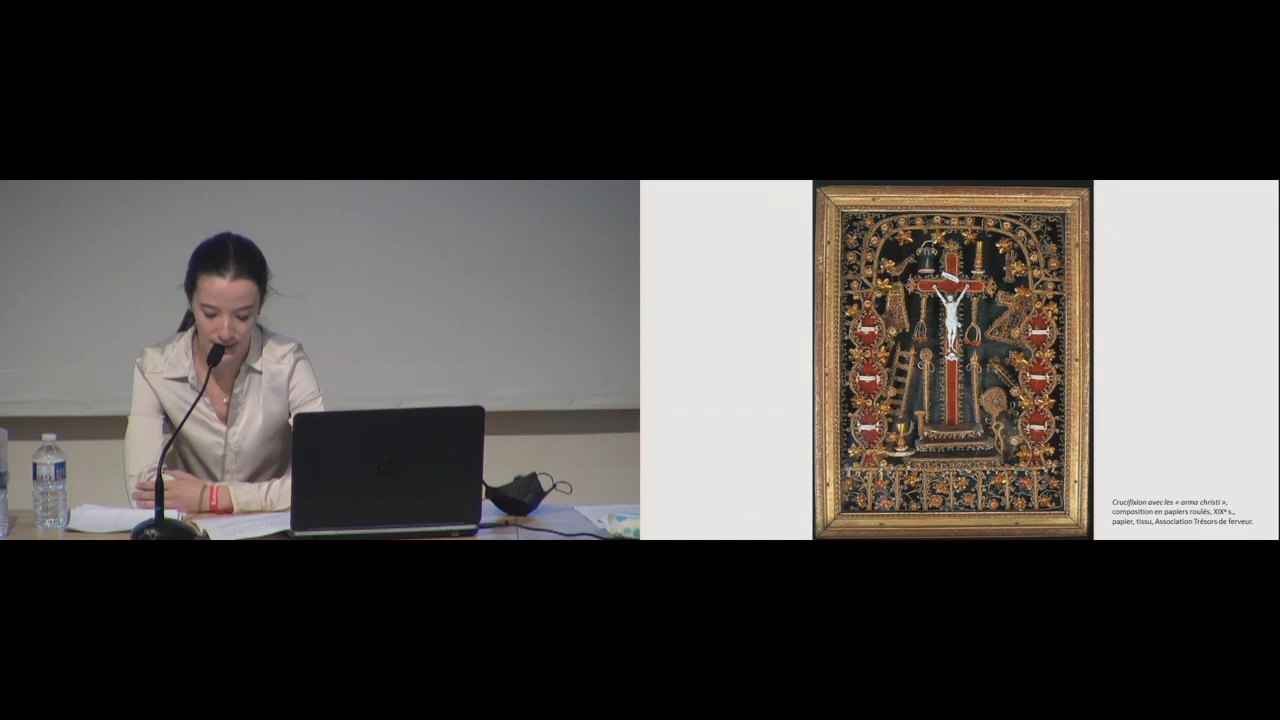 Crucifixion avec les « arma christi »,
composition en papiers roulés, XIXᵉ s.,
papier, tissu, Association Trésors de ferveur.